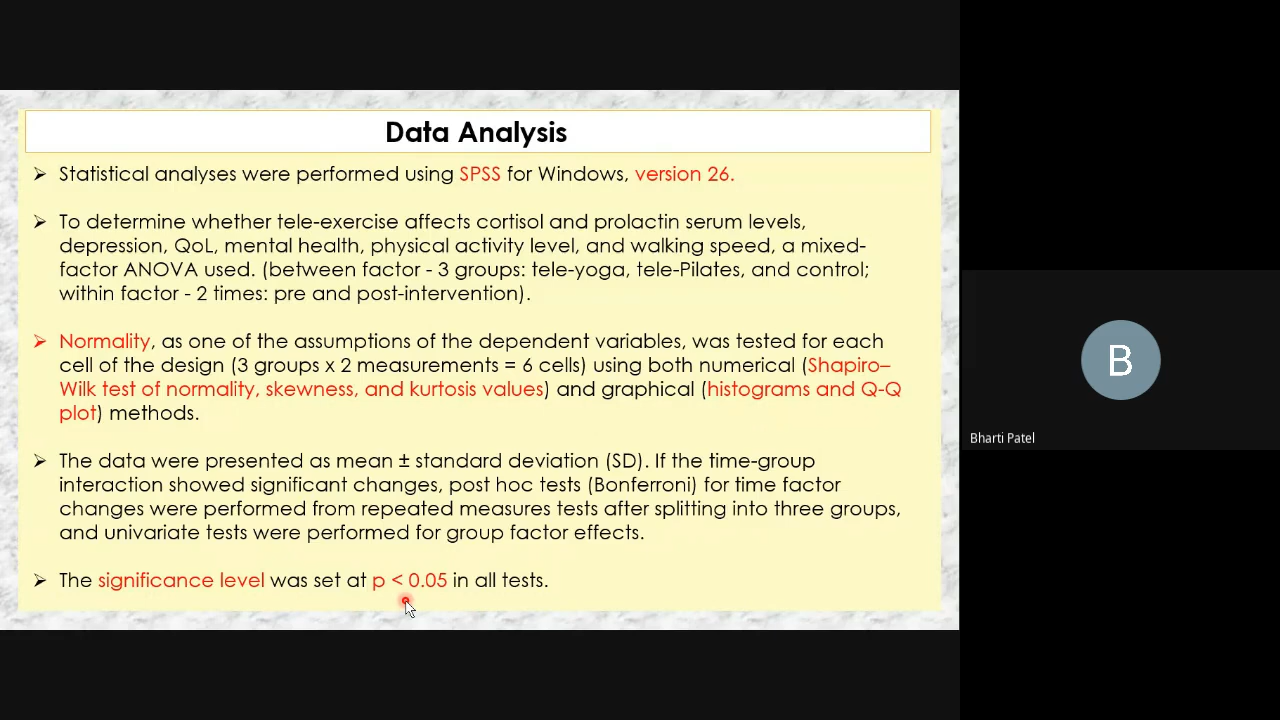 Data Analysis
➢ Statistical analyses were performed using SPSS for Windows, version 26.
➢ To determine whether tele-exercise affects cortisol and prolactin serum levels,
depression, QoL, mental health, physical activity level, and walking speed, a mixed-
factor ANOVA used. (between factor - 3 groups: tele-yoga, tele-Pilates, and control;
within factor - 2 times: pre and post-intervention).
➢ Normality, as one of the assumptions of the dependent variables, was tested for each
cell of the design (3 groups x 2 measurements = 6 cells) using both numerical (Shapiro–
Wilk test of normality, skewness, and kurtosis values) and graphical (histograms and Q-Q
plot) methods.
➢ The data were presented as mean ± standard deviation (SD). If the time-group
interaction showed significant changes, post hoc tests (Bonferroni) for time factor
changes were performed from repeated measures tests after splitting into three groups,
and univariate tests were performed for group factor effects.
➢ The significance level was set at p < 0.05 in all tests.
B
Bharti Patel